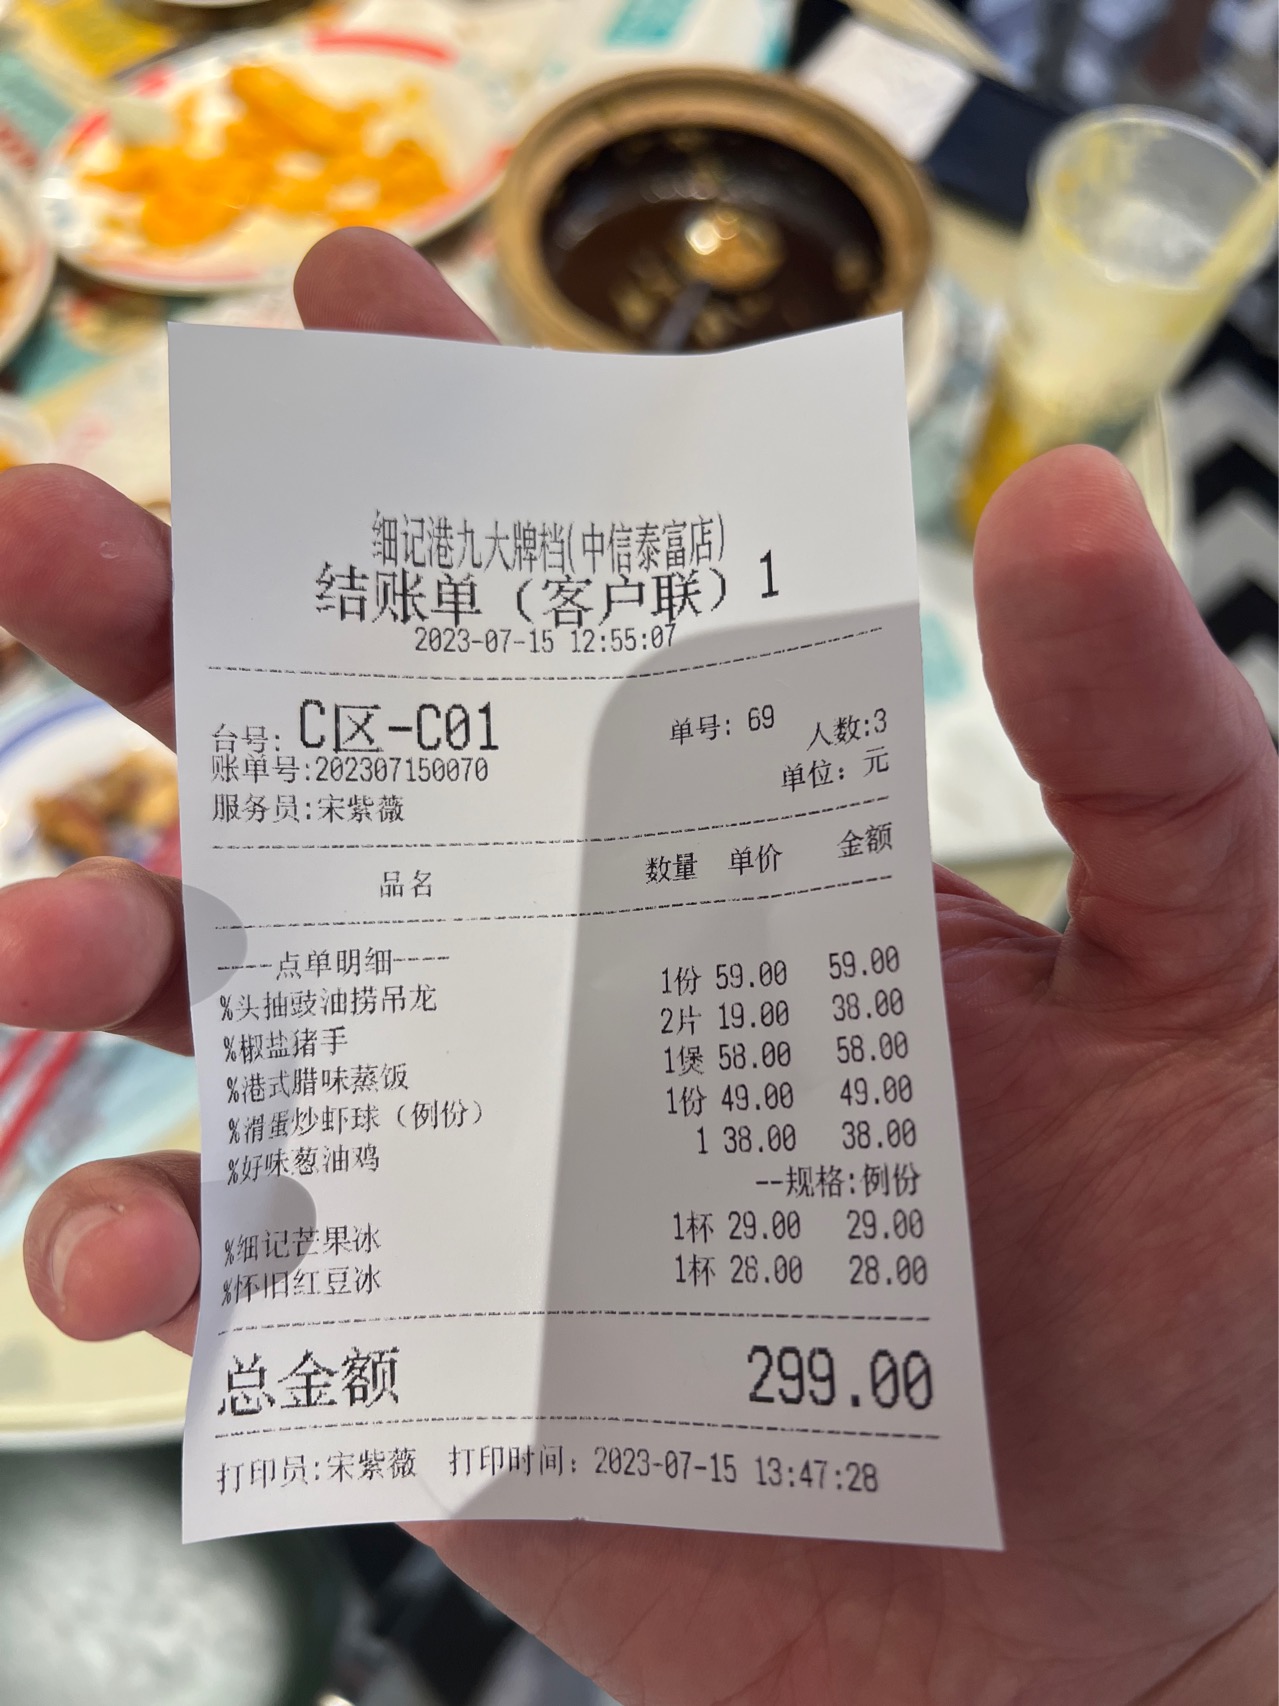 细记港九大牌档(中信泰富店)
结账单（客户联）1
2023-07-15 12:55:07
台号: C区-C01 单号: 69 人数:3
账单号:202307150070 单位: 元
服务员:宋紫薇
品名 数量 单价 金额
----点单明细----
%头抽豉油捞吊龙 1份 59.00 59.00
%椒盐猪手 2片 19.00 38.00
%港式腊味蒸饭 1煲 58.00 58.00
%滑蛋炒虾球（例份） 1份 49.00 49.00
%好味葱油鸡 1 38.00 38.00
--规格:例份
%细记芒果冰 1杯 29.00 29.00
%怀旧红豆冰 1杯 28.00 28.00
总金额 299.00
打印员:宋紫薇 打印时间: 2023-07-15 13:47:28